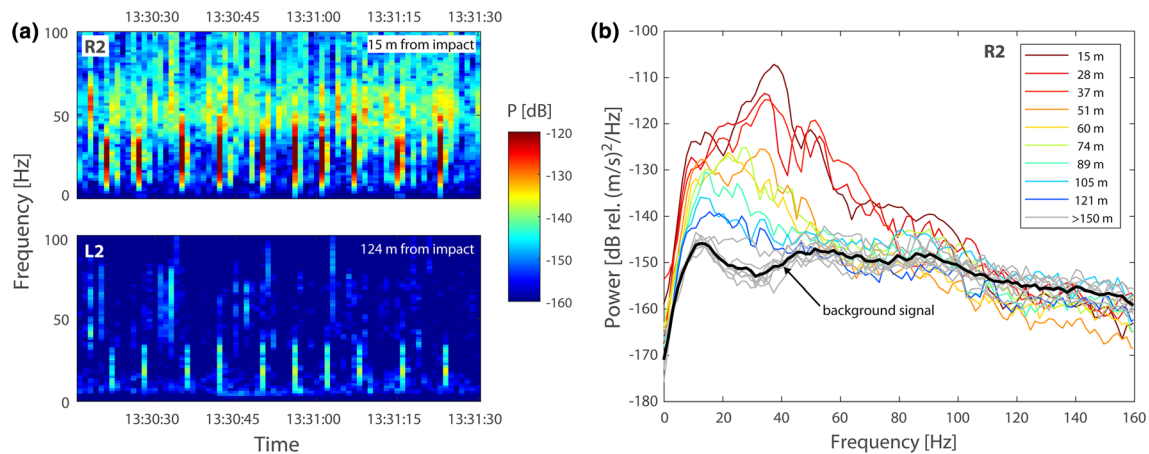 (a)
13:30:30 13:30:45 13:31:00 13:31:15 13:31:30
R2
15 m from impact
100
50
0
L2
124 m from impact
100
50
0
Frequency [Hz]
13:30:30 13:30:45 13:31:00 13:31:15 13:31:30
Time
P [dB]
-120
-130
-140
-150
-160
(b)
R2
15 m
28 m
37 m
51 m
60 m
74 m
89 m
105 m
121 m
>150 m
background signal
-100
-110
-120
-130
-140
-150
-160
-170
-180
Power [dB rel. (m/s)²/Hz]
0 20 40 60 80 100 120 140 160
Frequency [Hz]